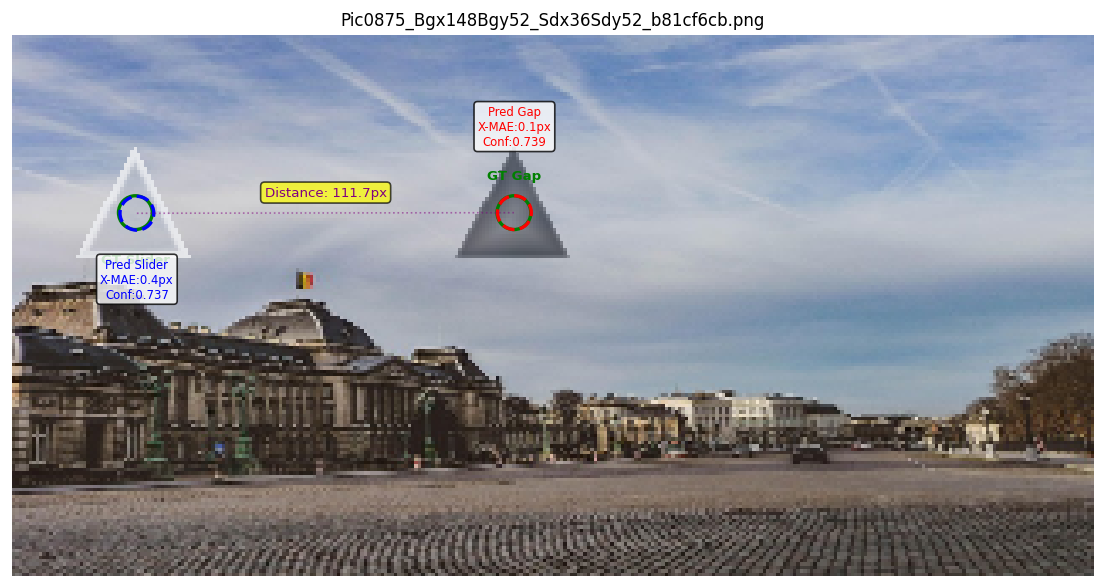 Pic0875_Bgx148Bgy52_Sdx36Sdy52_b81cf6cb.png
Pred Gap
X-MAE:0.1px
Conf:0.739
GT Gap
Distance: 111.7px
Pred Slider
X-MAE:0.4px
Conf:0.737